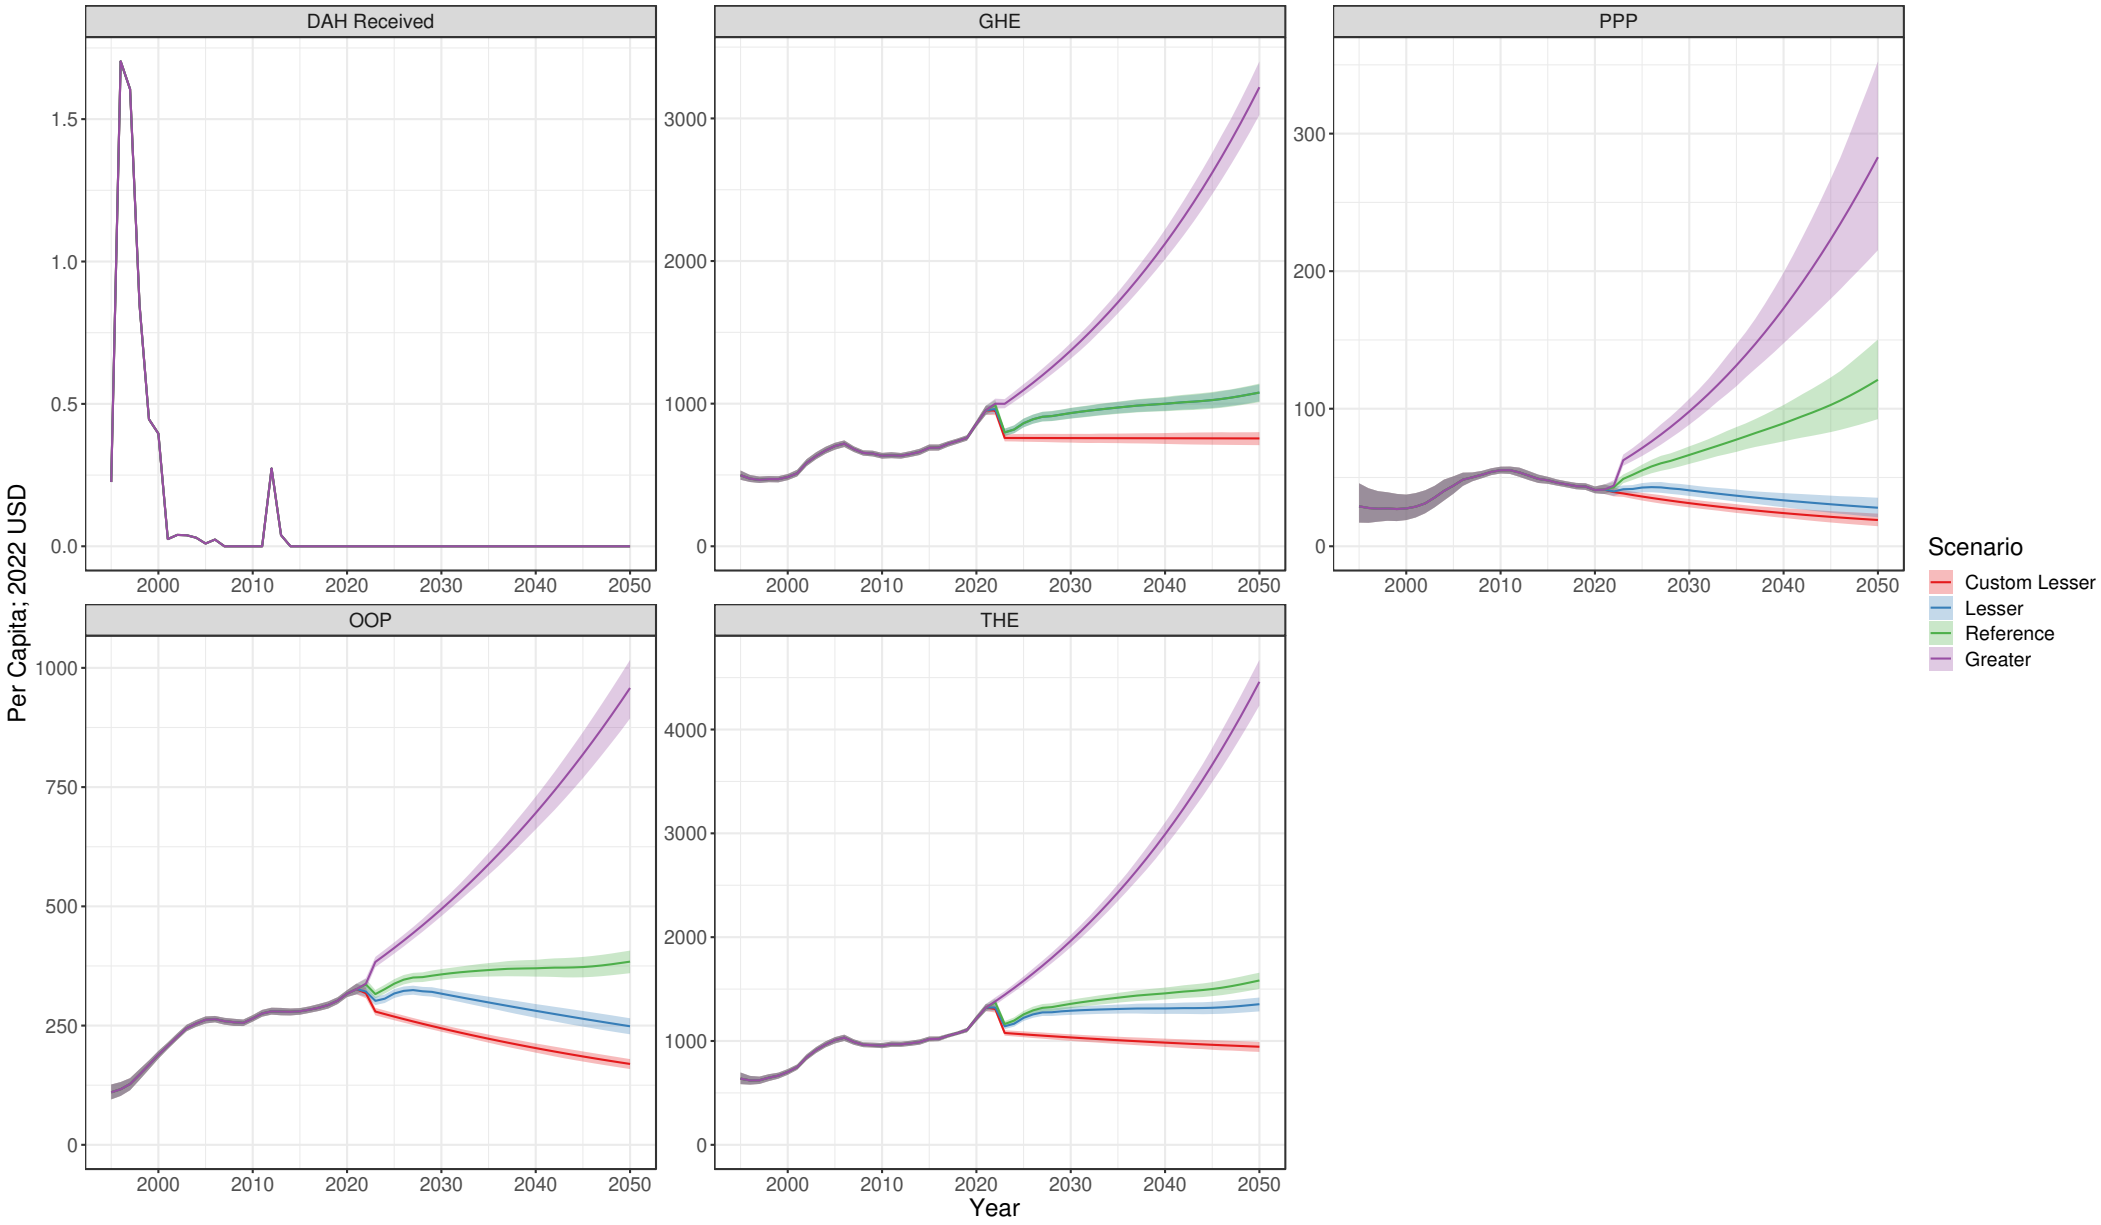 DAH Received
GHE
PPP
Per Capita; 2022 USD
1.5
1.0
0.5
0.0
2000 2010 2020 2030 2040 2050
3000
2000
1000
0
2000 2010 2020 2030 2040 2050
300
200
100
0
2000 2010 2020 2030 2040 2050
OOP
THE
1000
750
500
250
0
2000 2010 2020 2030 2040 2050
4000
3000
2000
1000
0
2000 2010 2020 2030 2040 2050
Year
Scenario
Custom Lesser
Lesser
Reference
Greater